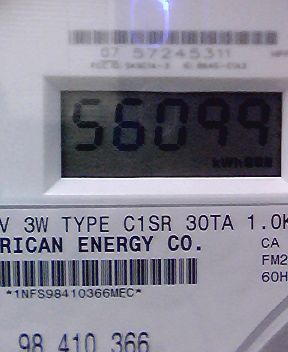 07 57245311
56099
kWh
V 3W TYPE C1SR 30TA 1.0K
RICAN ENERGY CO.
CA
FM2
60H
*1NFS98410366MEC*
98 410 366